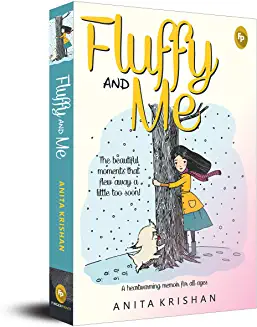 Fluffy
AND
Me
The beautiful
moments that
flew away a
little too soon!
A heartwarming memoir for all ages
ANITA KRISHAN
Fluffy AND Me
ANITA KRISHAN
FP